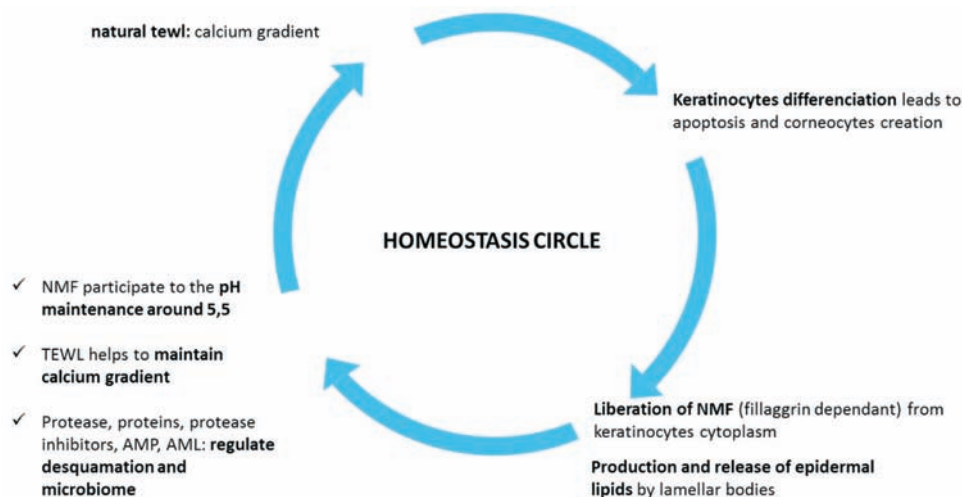 natural tewl: calcium gradient
Keratinocytes differenciation leads to
apoptosis and corneocytes creation
HOMEOSTASIS CIRCLE
✓ NMF participate to the pH
maintenance around 5,5
✓ TEWL helps to maintain
calcium gradient
✓ Protease, proteins, protease
inhibitors, AMP, AML: regulate
desquamation and
microbiome
Liberation of NMF (fillaggrin dependant) from
keratinocytes cytoplasm
Production and release of epidermal
lipids by lamellar bodies